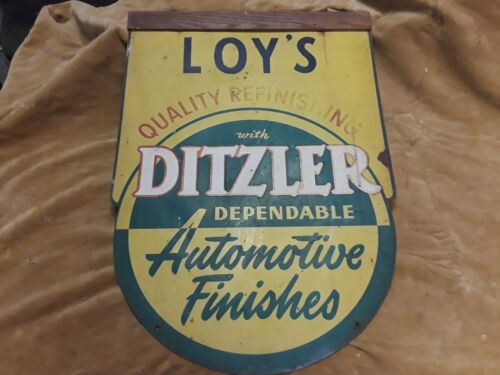 LOY'S
QUALITY REFINISHING
with
DITZLER
DEPENDABLE
Automotive
Finishes